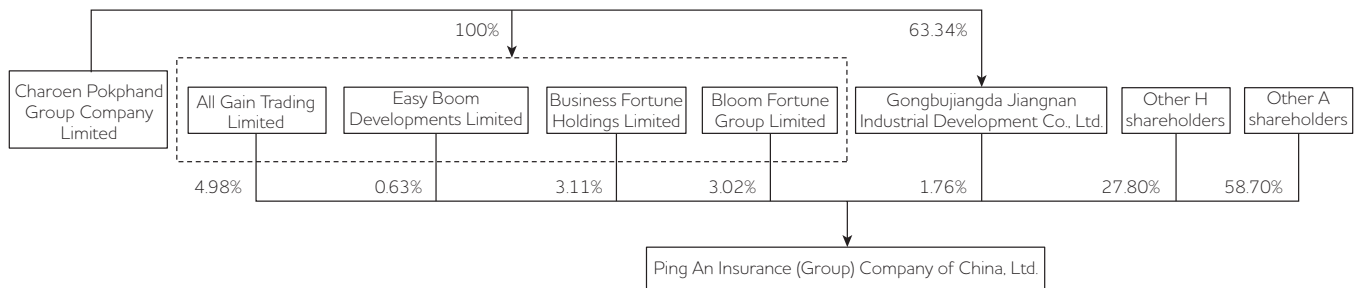 100%
63.34%
Charoen Pokphand
Group Company
Limited
All Gain Trading
Limited
Easy Boom
Developments Limited
Business Fortune
Holdings Limited
Bloom Fortune
Group Limited
Gongbujiangda Jiangnan
Industrial Development Co., Ltd.
Other H
shareholders
Other A
shareholders
4.98%
0.63%
3.11%
3.02%
1.76%
27.80%
58.70%
Ping An Insurance (Group) Company of China, Ltd.